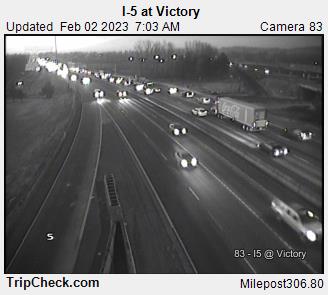 I-5 at Victory
Updated Feb 02 2023 7:03 AM Camera 83
S
83 - I5 @ Victory
TripCheck.com Milepost306.80